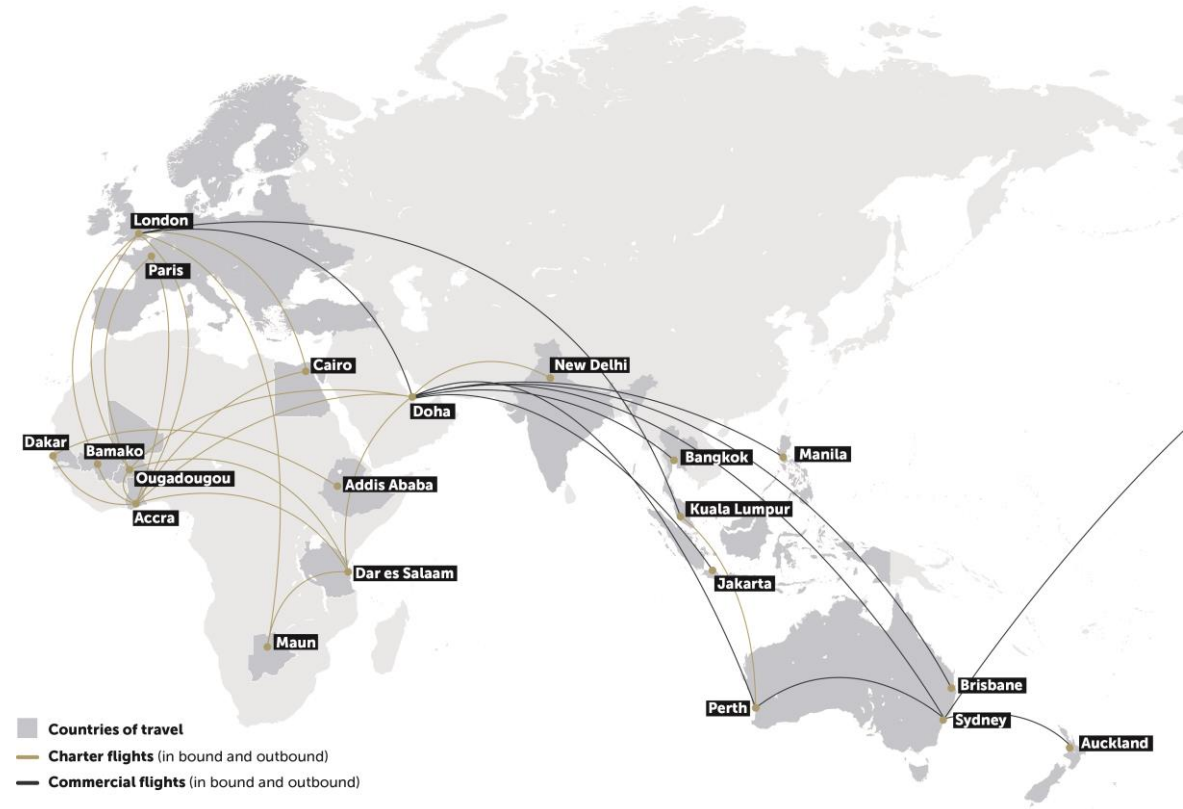 London
Paris
Cairo
New Delhi
Doha
Dakar
Bamako
Manila
Bangkok
Ougadougou
Addis Ababa
Kuala Lumpur
Accra
Dar es Salaam
Jakarta
Maun
Brisbane
Perth
Sydney
Auckland
Countries of travel
Charter flights (in bound and outbound)
Commercial flights (in bound and outbound)